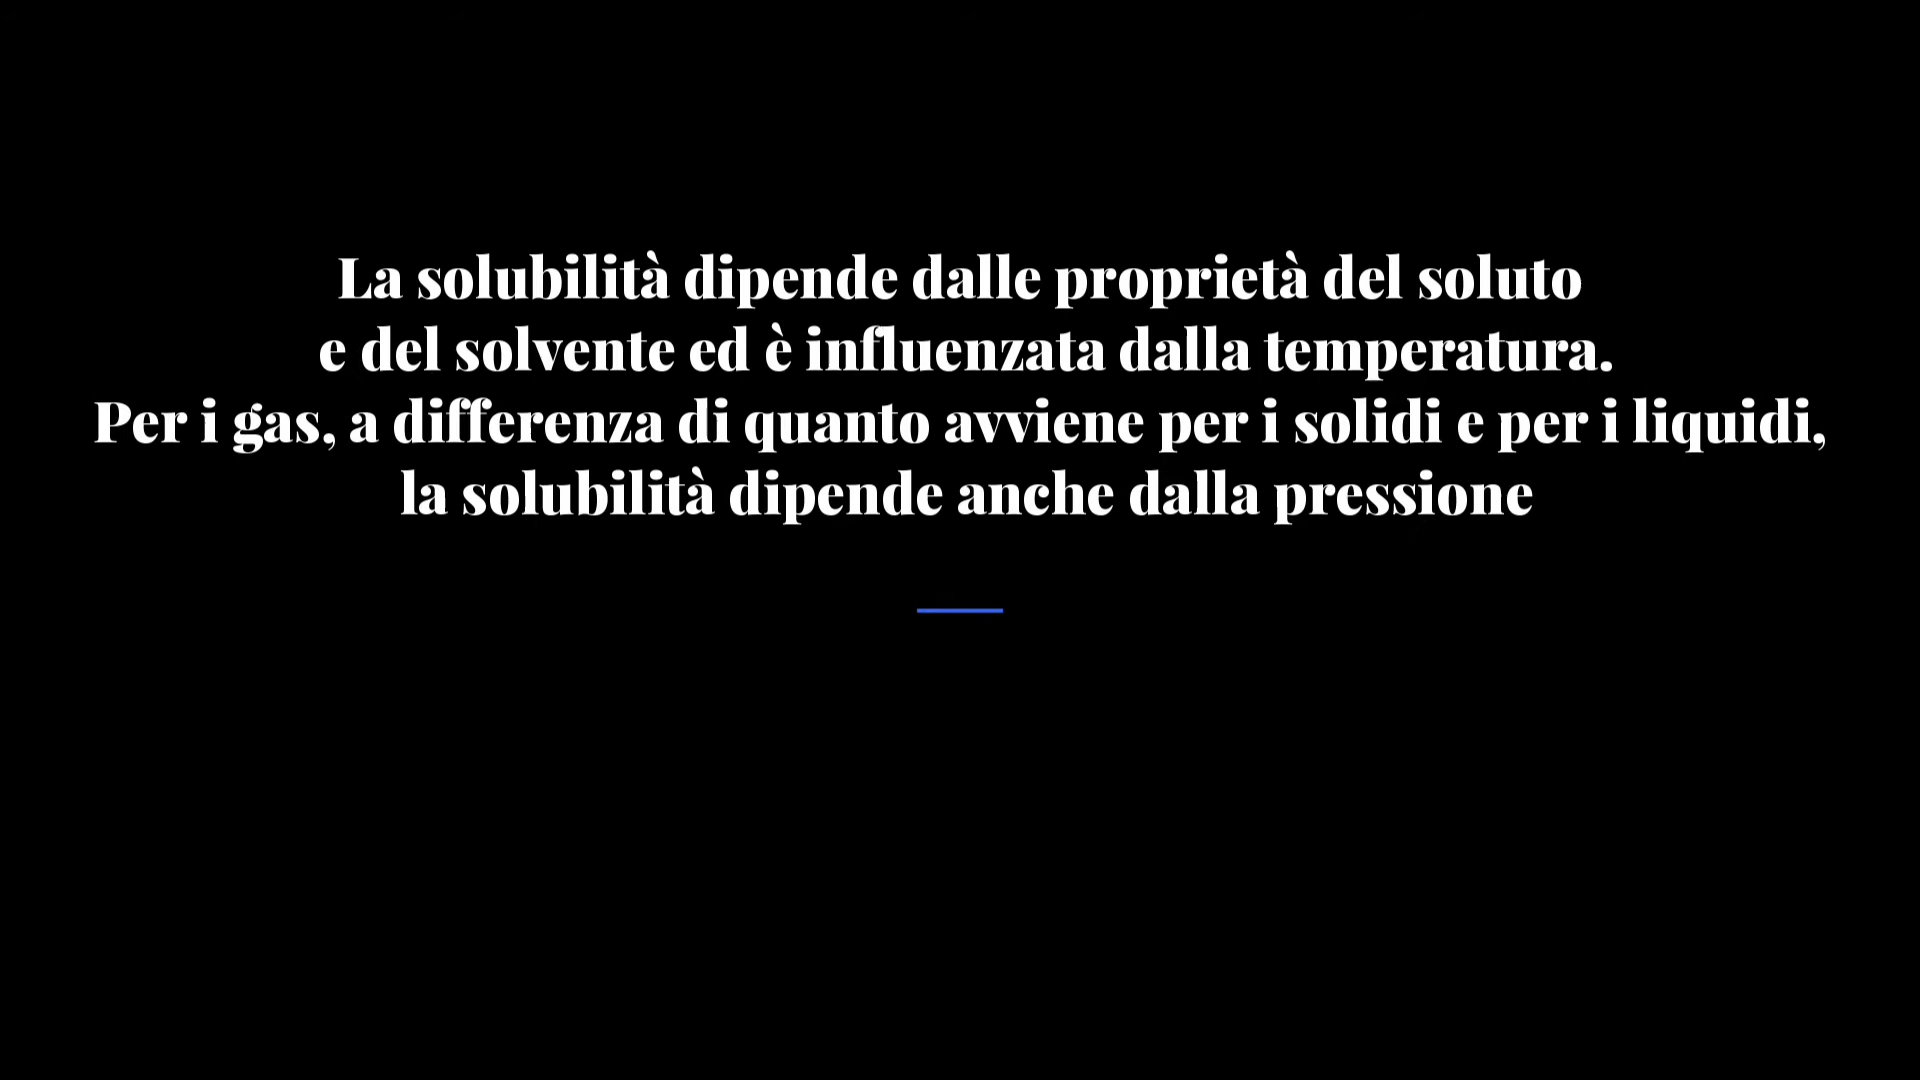 La solubilità dipende dalle proprietà del soluto
e del solvente ed è influenzata dalla temperatura.
Per i gas, a differenza di quanto avviene per i solidi e per i liquidi,
la solubilità dipende anche dalla pressione